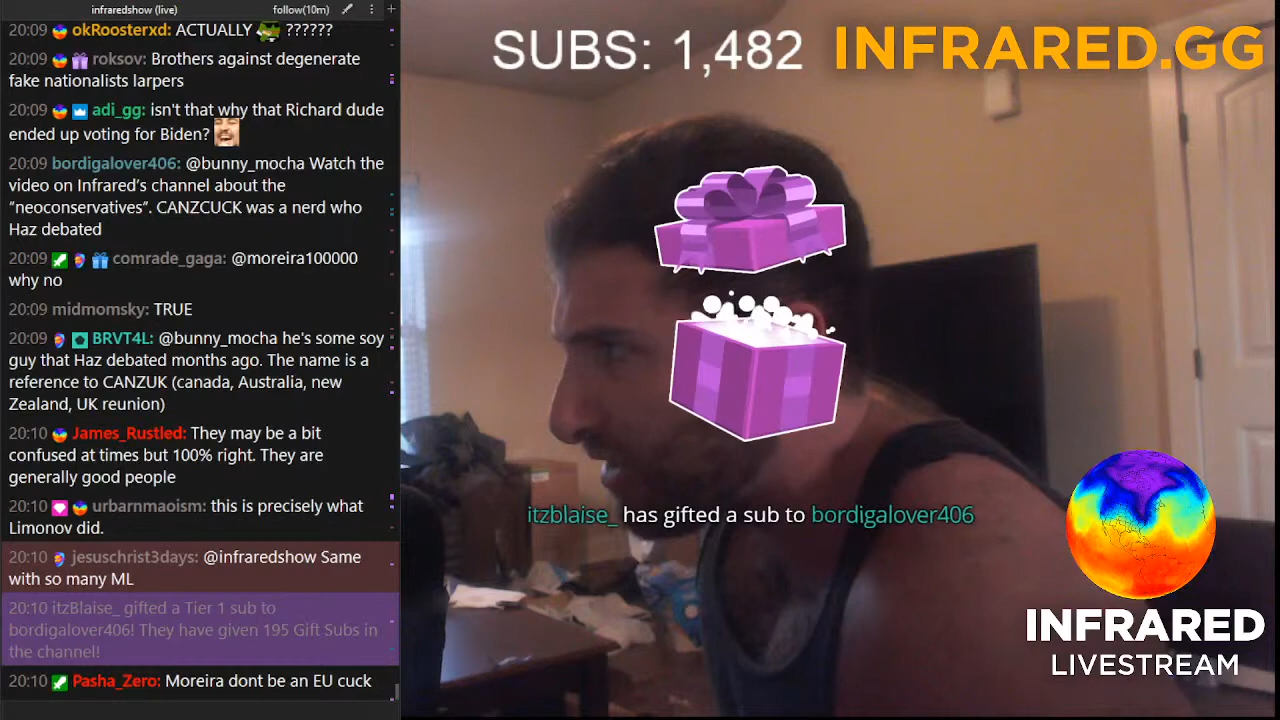 infraredshow (live)
follow(10m)
20:09 okRoosterxd: ACTUALLY ??????
20:09 roksov: Brothers against degenerate
fake nationalists larpers
20:09 adi_gg: isn't that why that Richard dude
ended up voting for Biden?
20:09 bordigalover406: @bunny_mocha Watch the
video on Infrared's channel about the
“neoconservatives”. CANZCUCK was a nerd who
Haz debated
20:09 comrade_gaga: @moreira100000
why no
20:09 midmomsky: TRUE
20:09 BRVT4L: @bunny_mocha he's some soy
guy that Haz debated months ago. The name is a
reference to CANZUK (canada, Australia, new
Zealand, UK reunion)
20:10 James_Rustled: They may be a bit
confused at times but 100% right. They are
generally good people
20:10 urbarnmaoism: this is precisely what
Limonov did.
20:10 jesuschrist3days: @infraredshow Same
with so many ML
20:10 itzBlaise_ gifted a Tier 1 sub to
bordigalover406! They have given 195 Gift Subs in
the channel!
20:10 Pasha_Zero: Moreira dont be an EU cuck
SUBS: 1,482 INFRARED.GG
itzblaise_ has gifted a sub to bordigalover406
INFRARED
LIVESTREAM